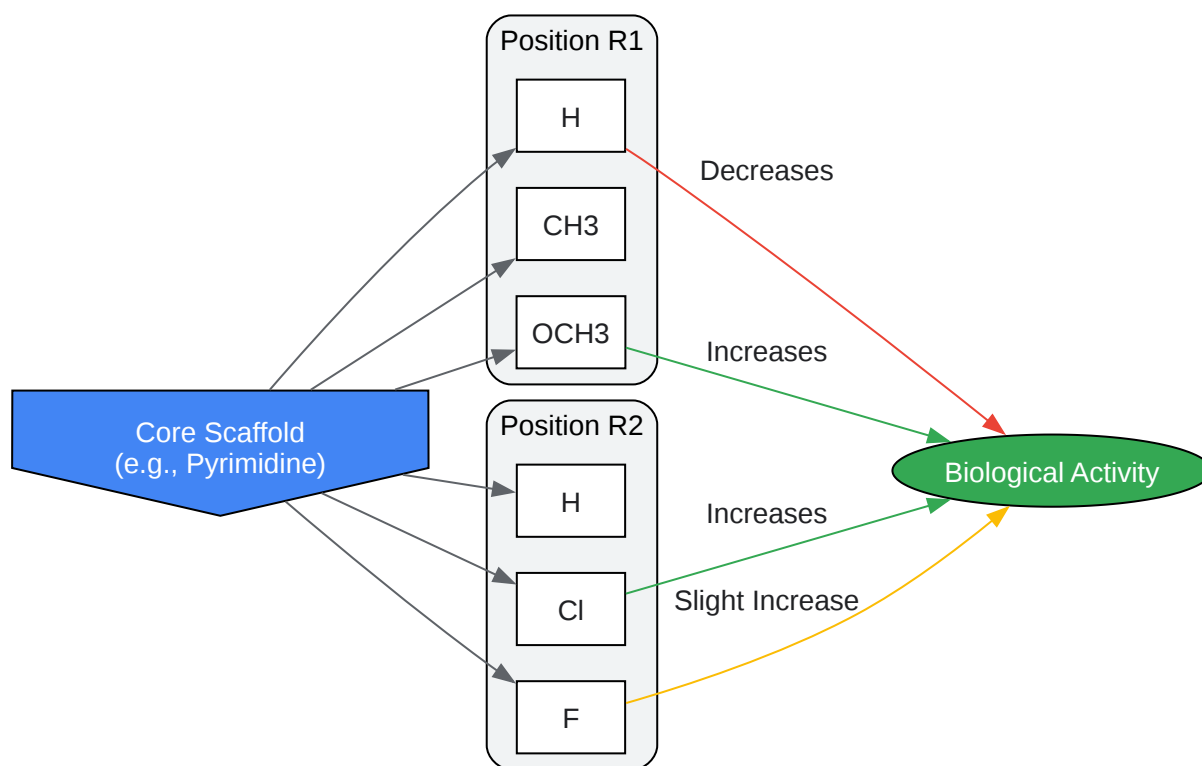 Position R1
H
CH3
OCH3
Decreases
Increases
Core Scaffold
(e.g., Pyrimidine)
Position R2
H
Cl
F
Increases
Slight Increase
Biological Activity